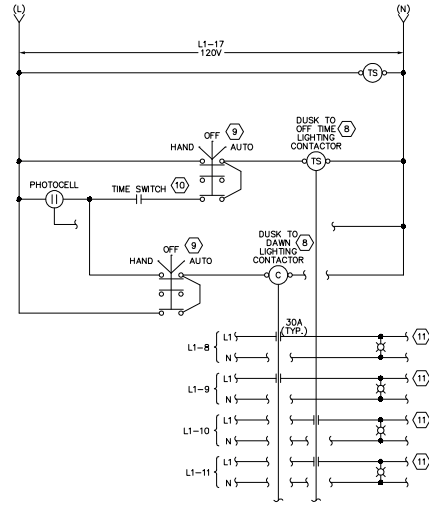 (L)
(N)
L1-17
120V
TS
DUSK TO
OFF TIME
LIGHTING
CONTACTOR
8
OFF
9
HAND
AUTO
TS
PHOTOCELL
TIME SWITCH
10
DUSK TO
DAWN
LIGHTING
CONTACTOR
8
OFF
9
HAND
AUTO
C
30A
(TYP.)
L1-8
L1
N
11
L1-9
L1
N
11
L1-10
L1
N
11
L1-11
L1
N
11